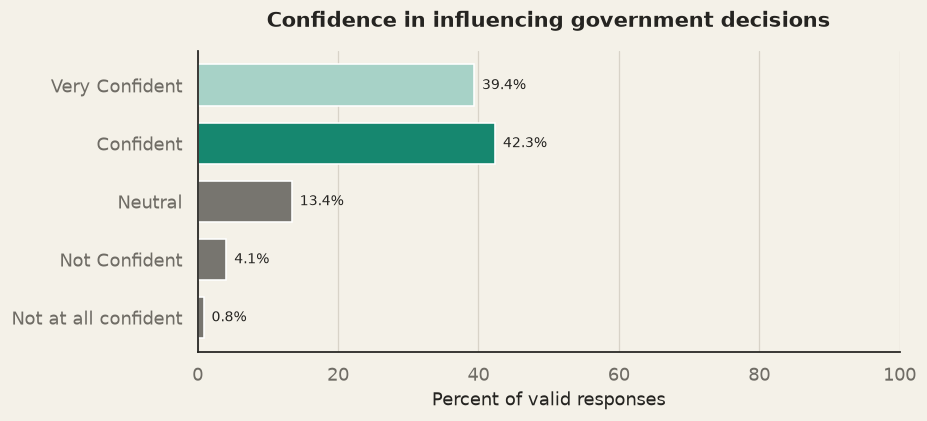 Confidence in influencing government decisions
Very Confident
39.4%
Confident
42.3%
Neutral
13.4%
Not Confident
4.1%
Not at all confident
0.8%
0 20 40 60 80 100
Percent of valid responses